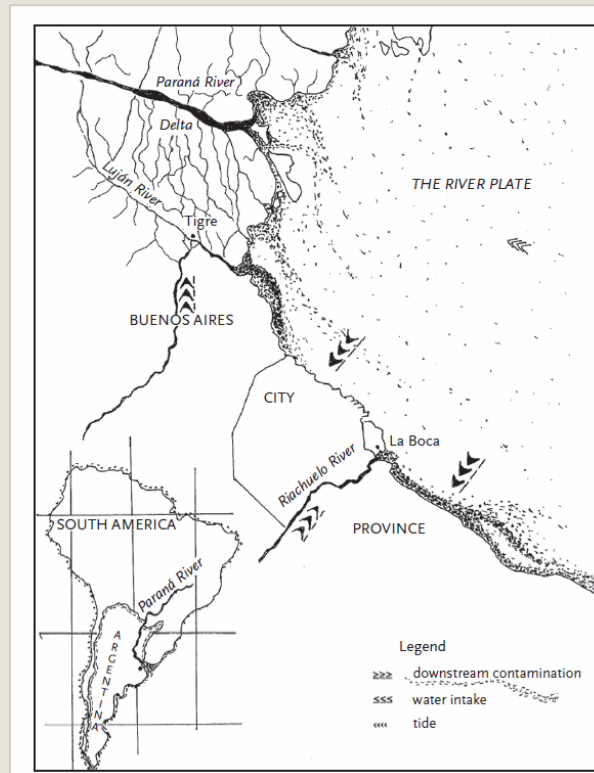 Paraná River
Delta
Luján River
THE RIVER PLATE
Tigre
BUENOS AIRES
CITY
La Boca
Riachuelo River
PROVINCE
SOUTH AMERICA
Paraná River
ARGENTINA
Legend
downstream contamination
water intake
tide